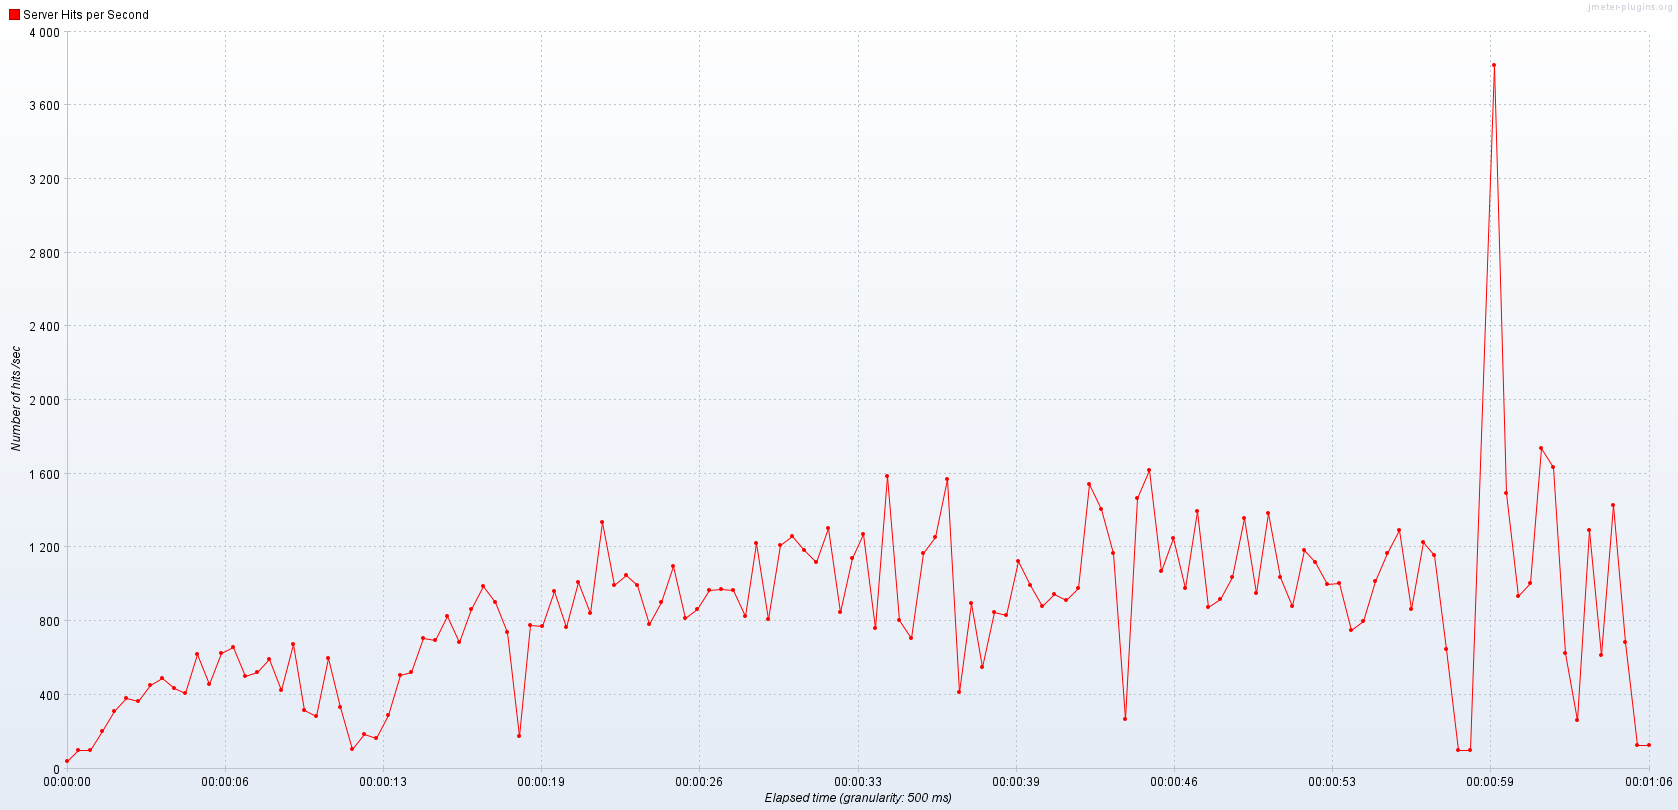 Server Hits per Second
jmeter-plugins.org
4 000
3 600
3 200
2 800
2 400
2 000
1 600
1 200
800
400
0
Number of hits /sec
00:00:00 00:00:06 00:00:13 00:00:19 00:00:26 00:00:33 00:00:39 00:00:46 00:00:53 00:00:59 00:01:06
Elapsed time (granularity: 500 ms)